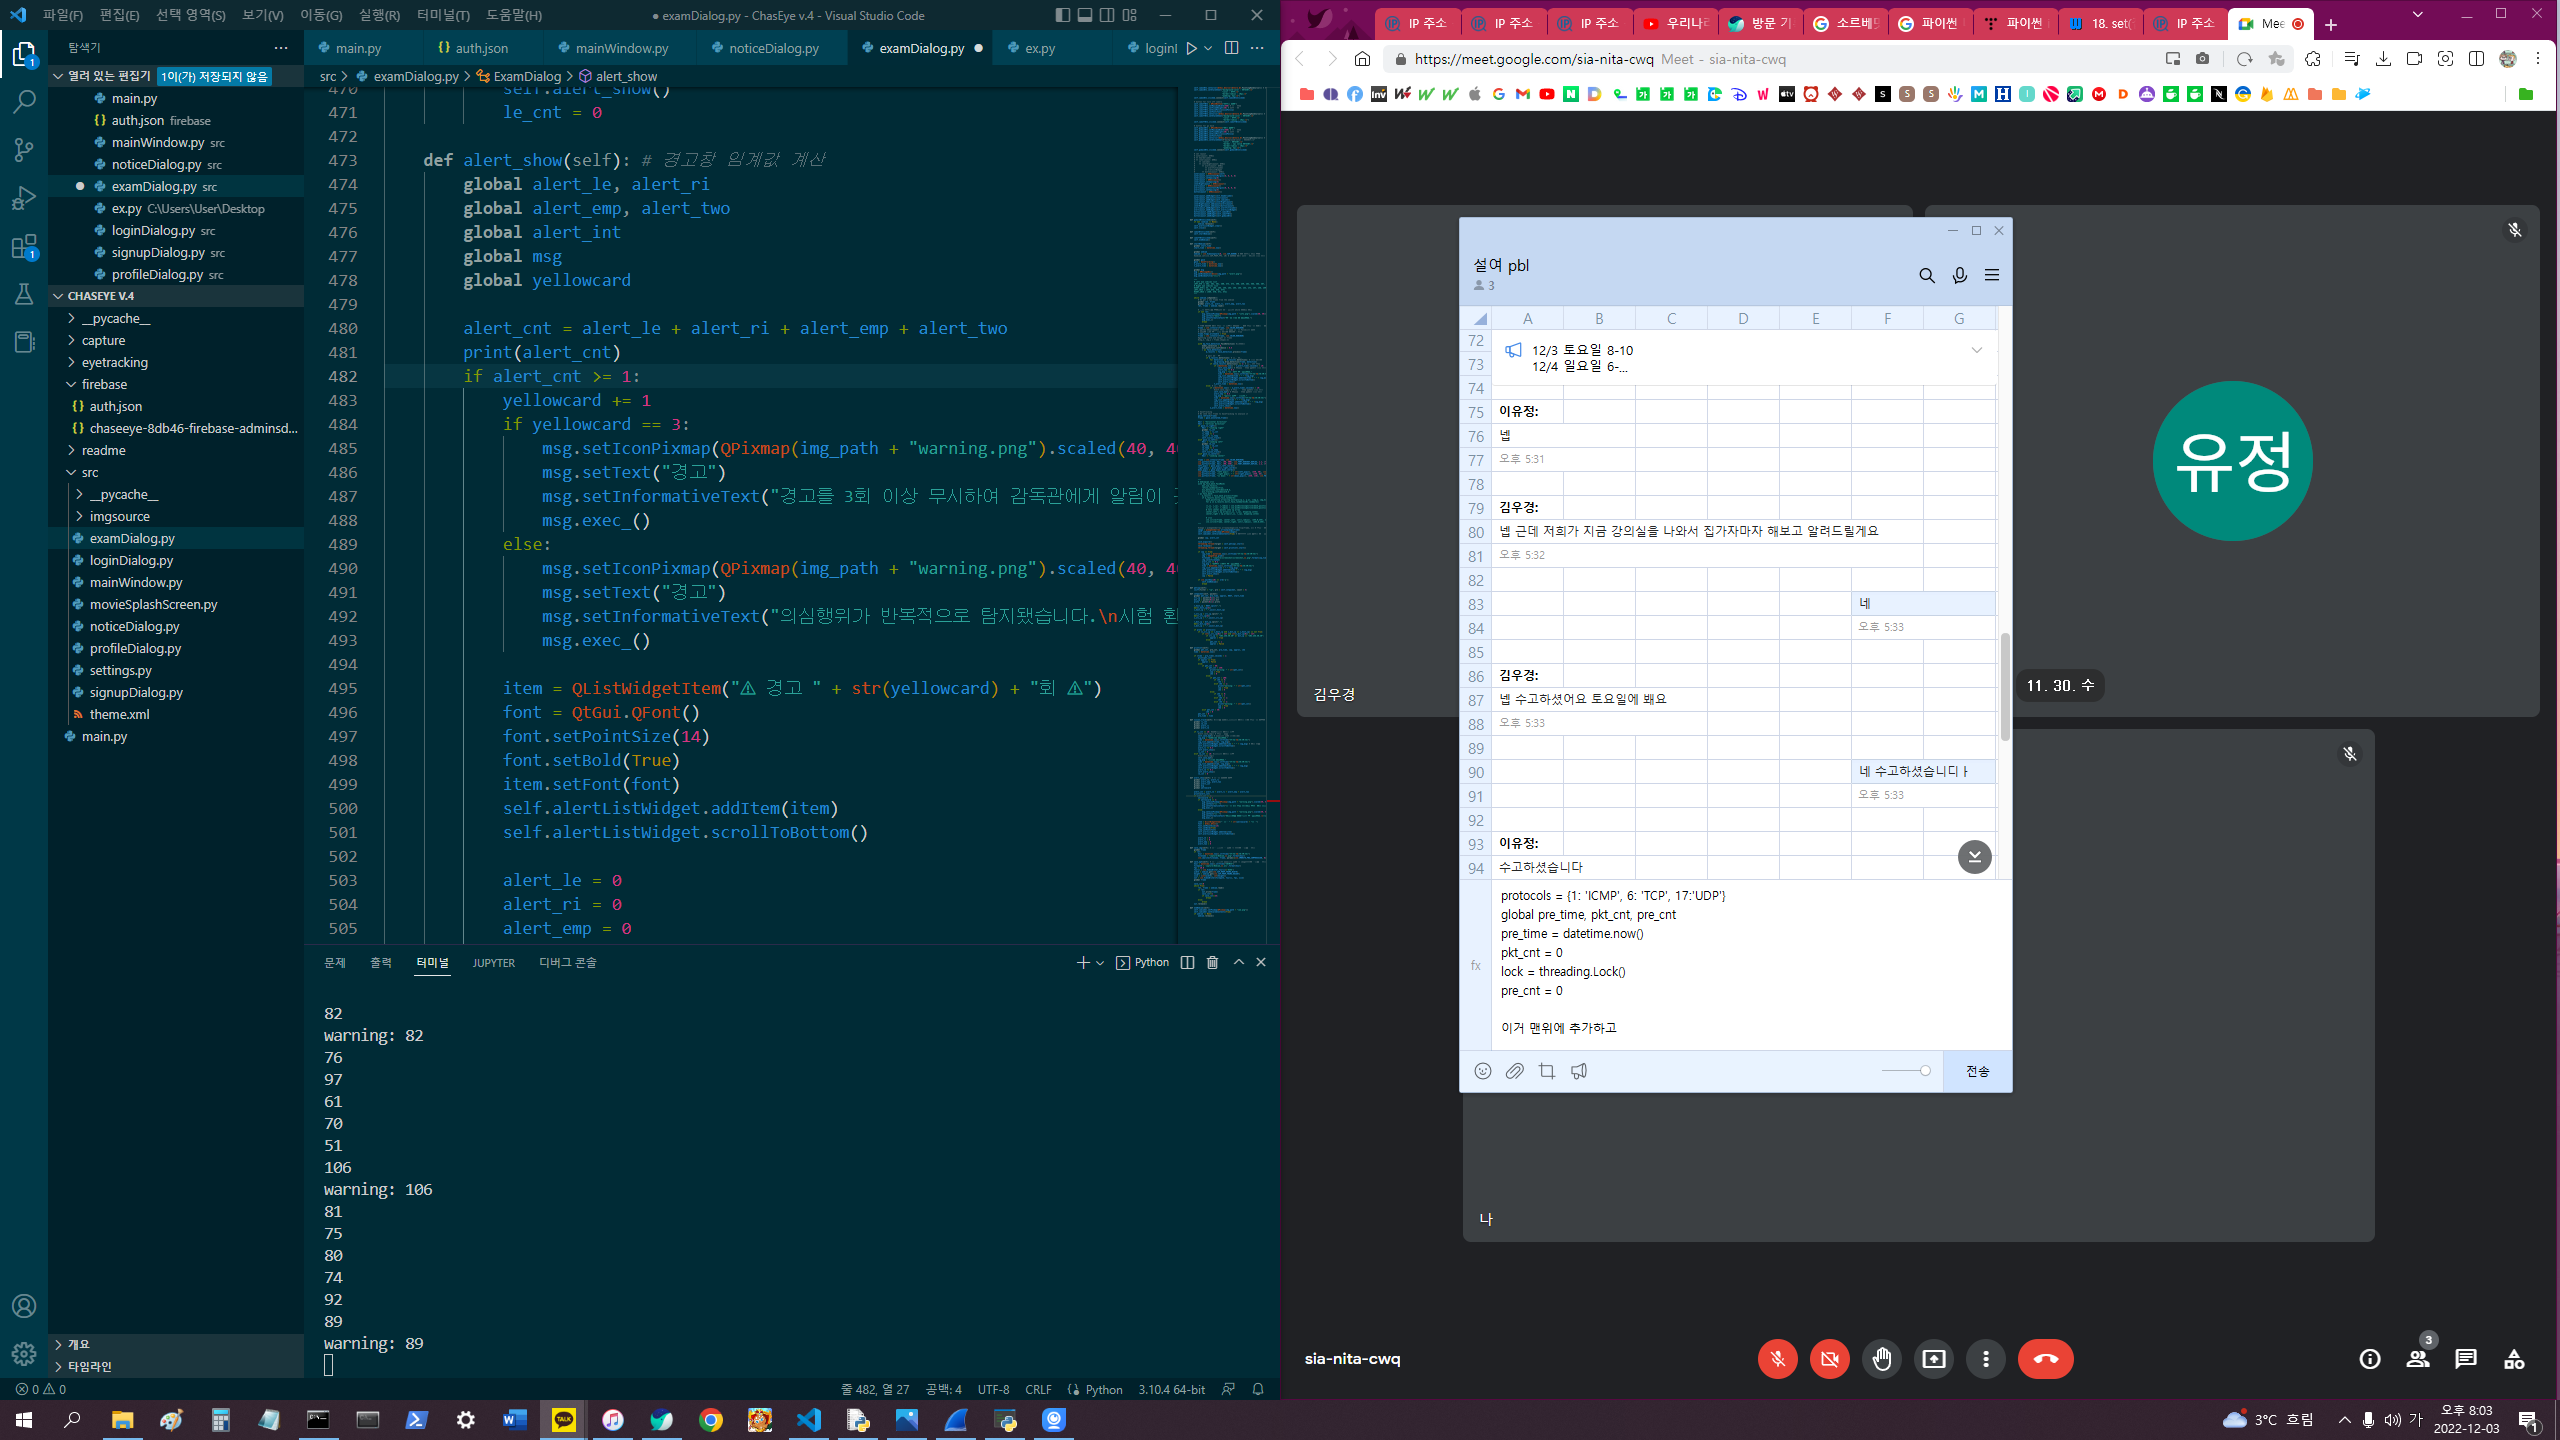 파일(F) 편집(E) 선택 영역(S) 보기(V) 이동(G) 실행(R) 터미널(T) 도움말(H)
● examDialog.py - ChasEye v.4 - Visual Studio Code
탐색기
열려 있는 편집기 1이(가) 저장되지 않음
main.py
auth.json firebase
mainWindow.py src
noticeDialog.py src
examDialog.py src
ex.py C:\Users\User\Desktop
loginDialog.py src
signupDialog.py src
profileDialog.py src
CHASEYE V.4
__pycache__
capture
eyetracking
firebase
auth.json
chaseeye-8db46-firebase-adminsd...
readme
src
__pycache__
imgsource
examDialog.py
loginDialog.py
mainWindow.py
movieSplashScreen.py
noticeDialog.py
profileDialog.py
settings.py
signupDialog.py
theme.xml
main.py
개요
타임라인
main.py auth.json mainWindow.py noticeDialog.py examDialog.py ● ex.py loginI
src > examDialog.py > ExamDialog > alert_show
470 self.alert_show()
471 le_cnt = 0
472
473 def alert_show(self): # 경고창 임계값 계산
474 global alert_le, alert_ri
475 global alert_emp, alert_two
476 global alert_int
477 global msg
478 global yellowcard
479
480 alert_cnt = alert_le + alert_ri + alert_emp + alert_two
481 print(alert_cnt)
482 if alert_cnt >= 1:
483 yellowcard += 1
484 if yellowcard == 3:
485 msg.setIconPixmap(QPixmap(img_path + "warning.png").scaled(40, 4
486 msg.setText("경고")
487 msg.setInformativeText("경고를 3회 이상 무시하여 감독관에게 알림이
488 msg.exec_()
489 else:
490 msg.setIconPixmap(QPixmap(img_path + "warning.png").scaled(40, 4
491 msg.setText("경고")
492 msg.setInformativeText("의심행위가 반복적으로 탐지됐습니다.\n시험 환
493 msg.exec_()
494
495 item = QListWidgetItem("⚠ 경고 " + str(yellowcard) + "회 ⚠")
496 font = QtGui.QFont()
497 font.setPointSize(14)
498 font.setBold(True)
499 item.setFont(font)
500 self.alertListWidget.addItem(item)
501 self.alertListWidget.scrollToBottom()
502
503 alert_le = 0
504 alert_ri = 0
505 alert_emp = 0
문제 출력 터미널 JUPYTER 디버그 콘솔 Python
82
warning: 82
76
97
61
70
51
106
warning: 106
81
75
80
74
92
89
warning: 89
0 0 줄 482, 열 27 공백: 4 UTF-8 CRLF Python 3.10.4 64-bit
IP 주소 IP 주소 IP 주소 우리나라 방문 기 소르베 파이썬 파이썬 18. set( IP 주소 Mee
https://meet.google.com/sia-nita-cwq Meet - sia-nita-cwq
설여 pbl
3
A B C D E F G
72
12/3 토요일 8-10
73 12/4 일요일 6-...
74
75 이유정:
76 넵
77 오후 5:31
78
79 김우경:
80 넵 근데 저희가 지금 강의실을 나와서 집가자마자 해보고 알려드릴게요
81 오후 5:32
82
83 네
84 오후 5:33
85
86 김우경:
87 넵 수고하셨어요 토요일에 봬요
88 오후 5:33
89
90 네 수고하셨습니디ㅏ
91 오후 5:33
92
93 이유정:
94 수고하셨습니다
fx
protocols = {1: 'ICMP', 6: 'TCP', 17:'UDP'}
global pre_time, pkt_cnt, pre_cnt
pre_time = datetime.now()
pkt_cnt = 0
lock = threading.Lock()
pre_cnt = 0
이거 맨위에 추가하고
전송
김우경
유정
11. 30. 수
나
sia-nita-cwq
3
3°C 흐림
가
오후 8:03
2022-12-03
1